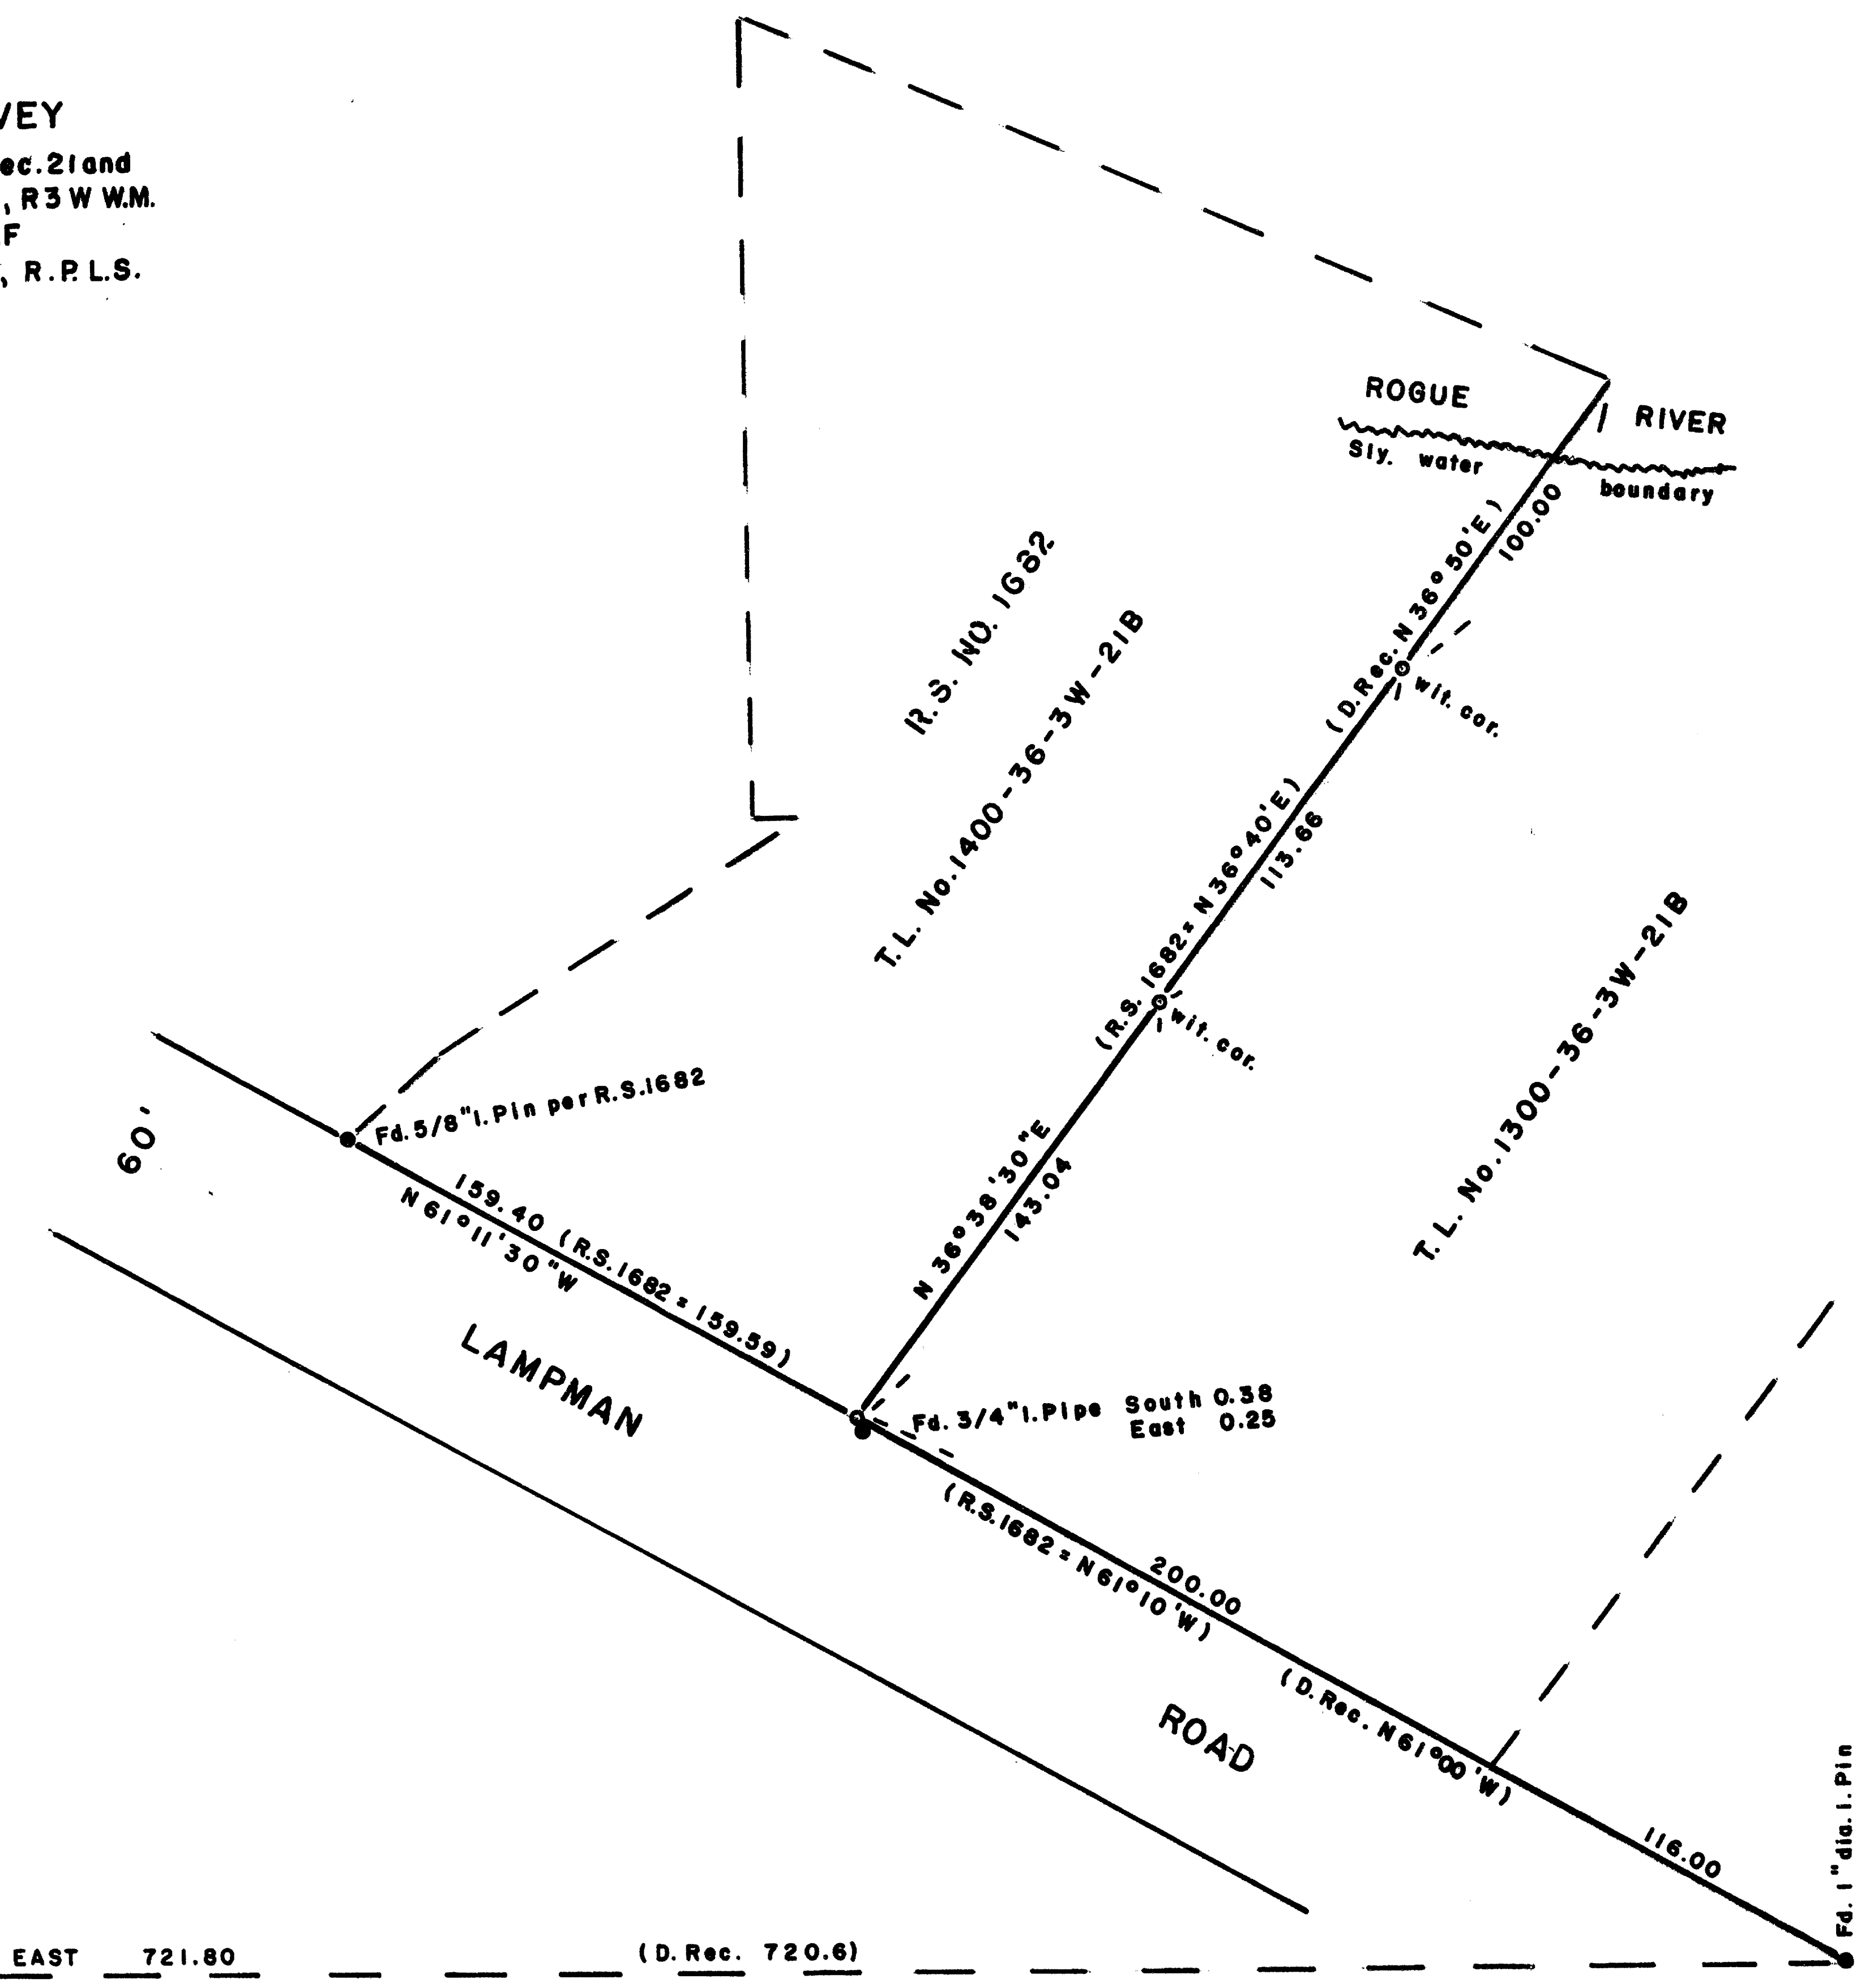 VEY
ec. 21 and
, R 3 W W.M.
F
, R.P.L.S.
ROGUE RIVER
Sly. water boundary
R.S. NO. 1682
T.L. No. 1400-36-3W-21B
(D. Rec. N 36° 50' E)
100.00
wit. cor.
(R.S. 1682 = N 36° 40' E)
113.66
wit. cor.
N 36° 38' 30" E
143.04
T.L. No. 1300-36-3W-21B
60'
Fd. 5/8" I. Pin per R.S. 1682
159.40 (R.S. 1682 = 159.59)
N 61° 11' 30" W
LAMPMAN ROAD
Fd. 3/4" I. Pipe South 0.38
East 0.25
200.00
(R.S. 1682 = N 61° 10' W)
(D. Rec. N 61° 00' W)
116.00
Fd. 1" dia. I. Pin
EAST 721.80 (D. Rec. 720.6)